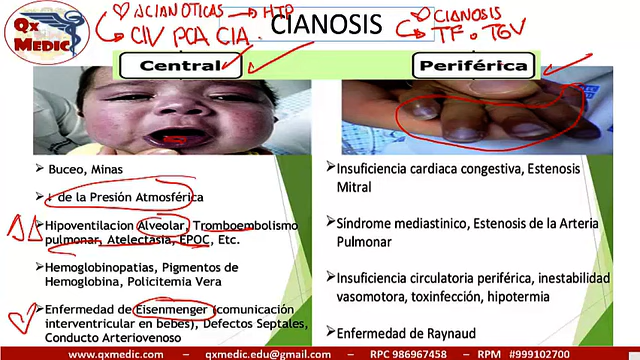 Qx
MEDIC
ACIANOTICAS → HTP
CIV PCA CIA.
CIANOSIS
CIANOSIS
TF • TGV
Central
Periférica
Buceo, Minas
↓ de la Presión Atmosférica
Hipoventilacion Alveolar, Tromboembolismo
pulmonar, Atelectasia, EPOC, Etc.
Hemoglobinopatias, Pigmentos de
Hemoglobina, Policitemia Vera
Enfermedad de Eisenmenger (comunicación
interventricular en bebes), Defectos Septales,
Conducto Arteriovenoso
Insuficiencia cardiaca congestiva, Estenosis
Mitral
Síndrome mediastinico, Estenosis de la Arteria
Pulmonar
Insuficiencia circulatoria periférica, inestabilidad
vasomotora, toxinfección, hipotermia
Enfermedad de Raynaud
www.qxmedic.com – qxmedic.edu@gmail.com – RPC 986967458 – RPM #999102700